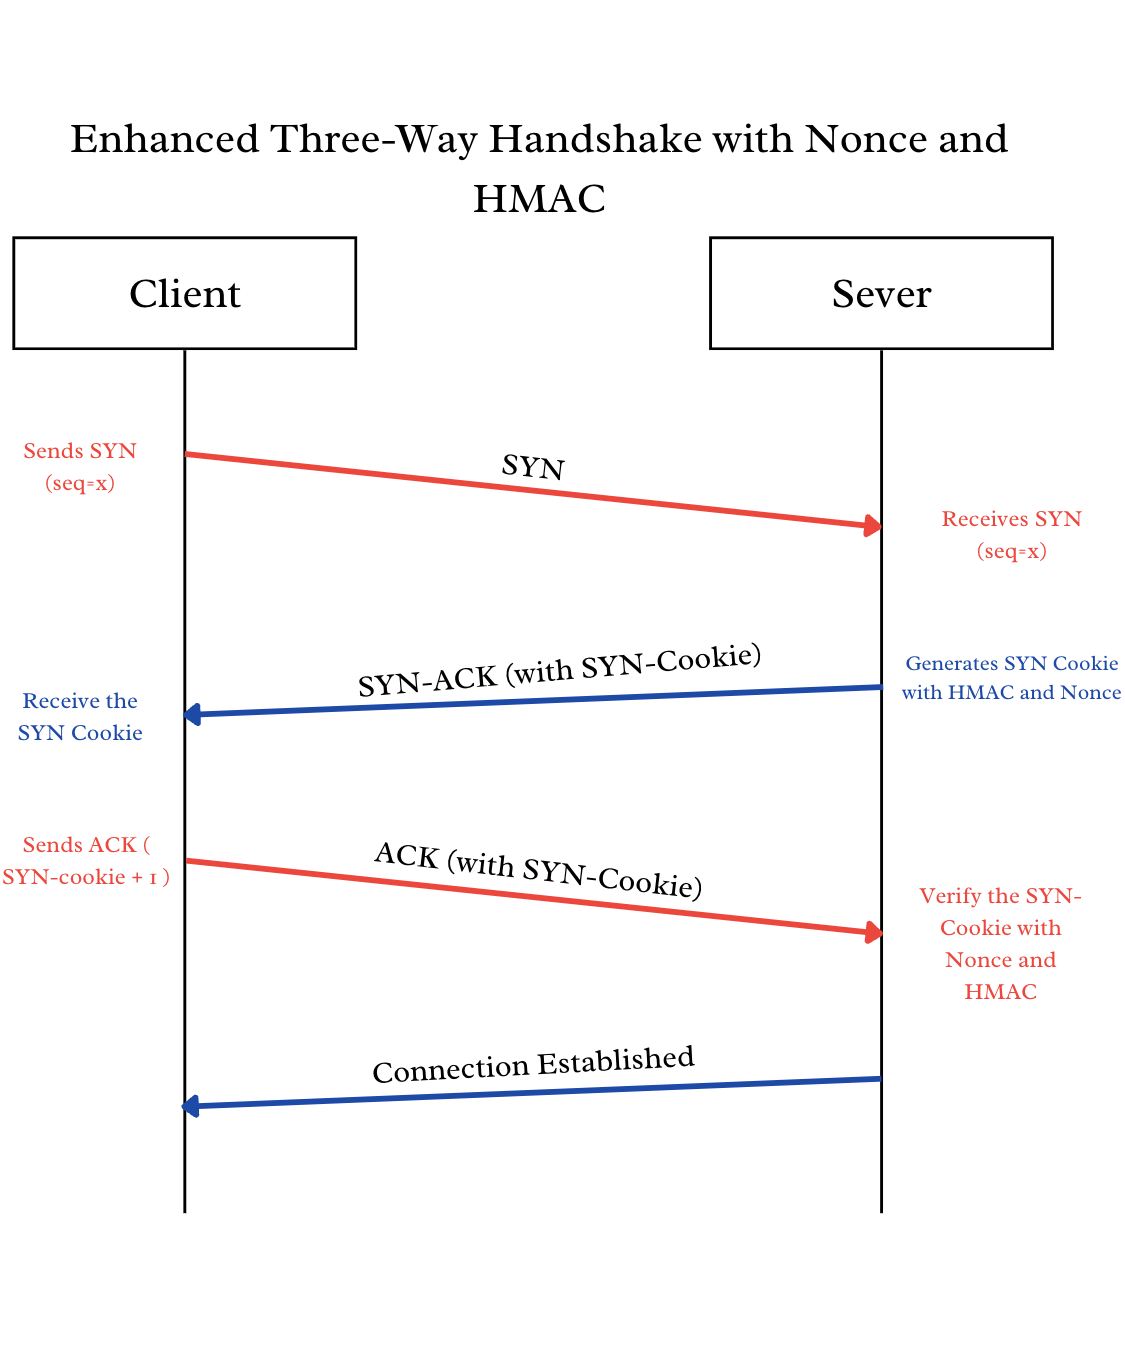 Enhanced Three-Way Handshake with Nonce and
HMAC
Client
Sever
Sends SYN
(seq=x)
SYN
Receives SYN
(seq=x)
SYN-ACK (with SYN-Cookie)
Generates SYN Cookie
with HMAC and Nonce
Receive the
SYN Cookie
Sends ACK (
SYN-cookie + 1 )
ACK (with SYN-Cookie)
Verify the SYN-
Cookie with
Nonce and
HMAC
Connection Established